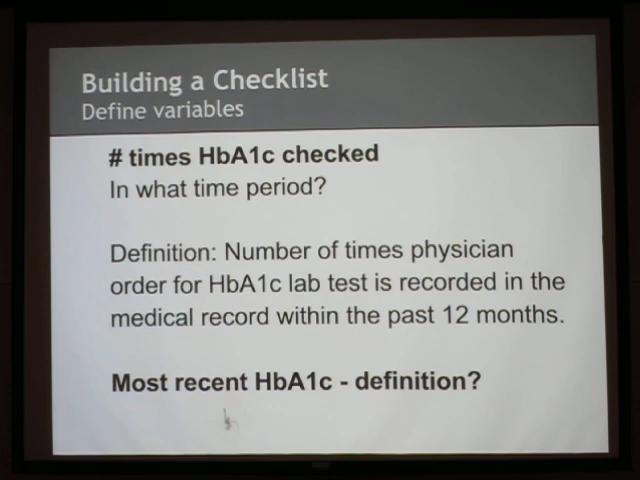 Building a Checklist
Define variables
# times HbA1c checked
In what time period?
Definition: Number of times physician
order for HbA1c lab test is recorded in the
medical record within the past 12 months.
Most recent HbA1c - definition?